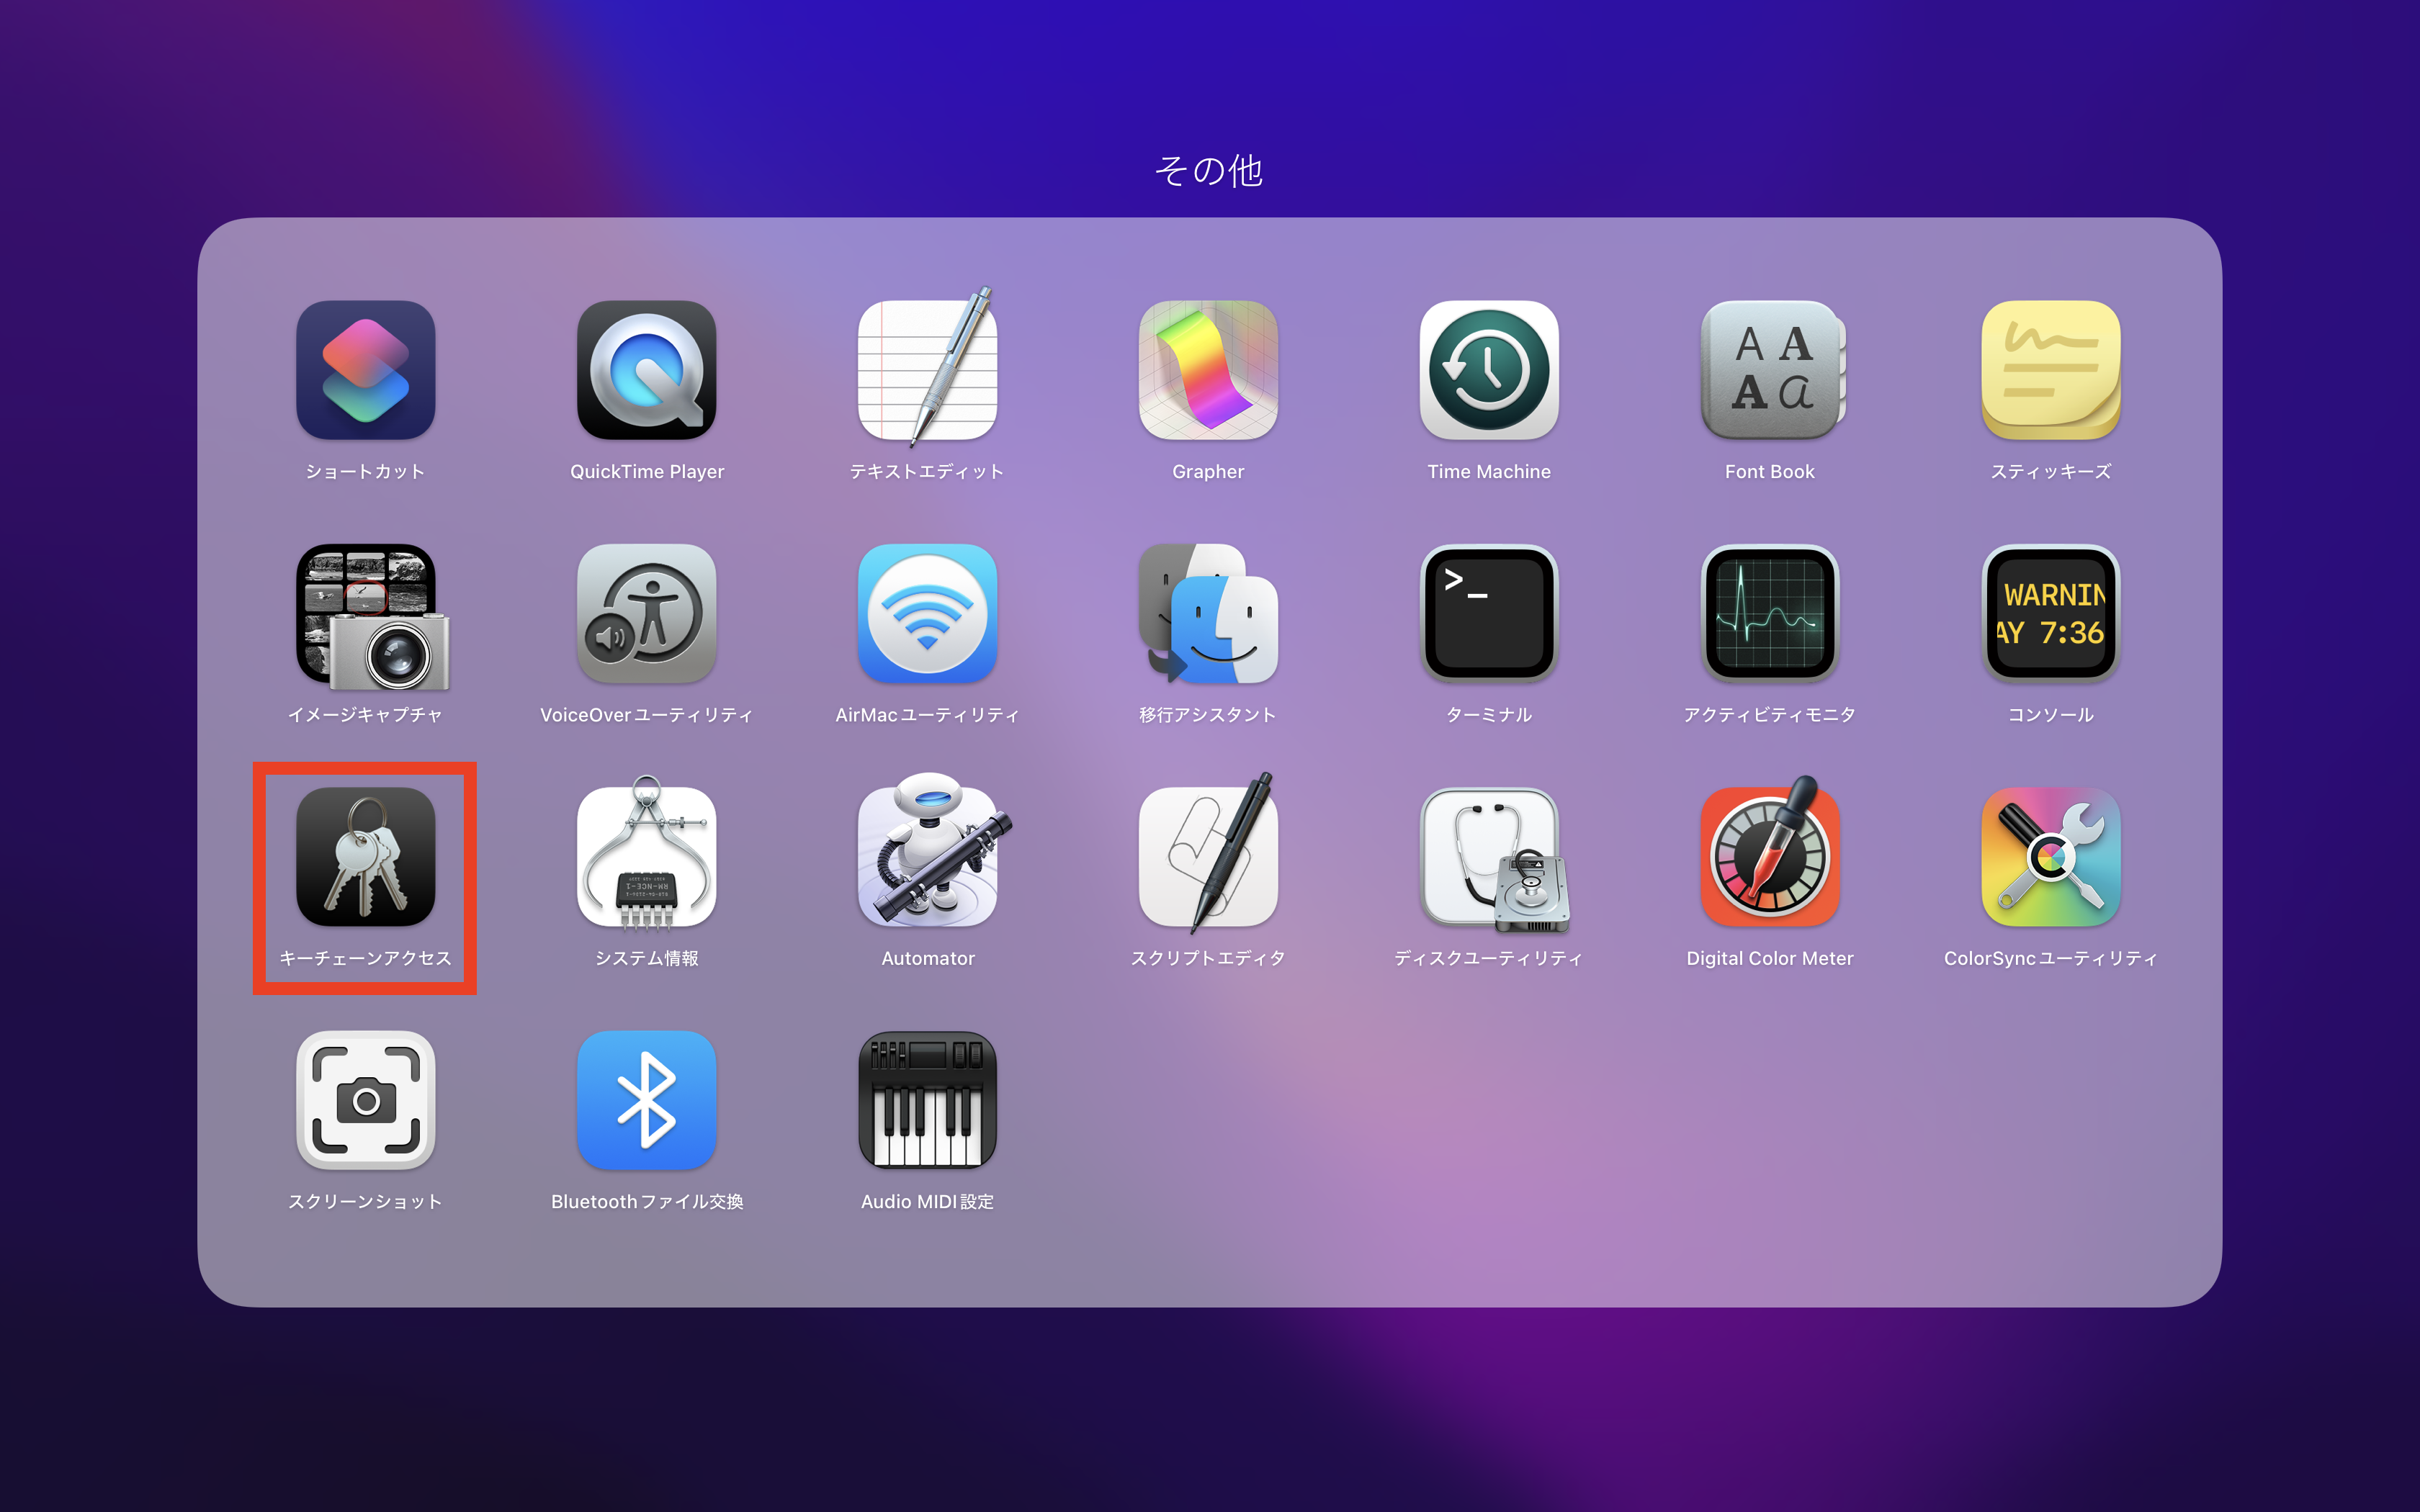 その他
ショートカット
QuickTime Player
テキストエディット
Grapher
Time Machine
Font Book
スティッキーズ
A A
A a
>_
WARNIN
AY 7:36
イメージキャプチャ
VoiceOverユーティリティ
AirMacユーティリティ
移行アシスタント
ターミナル
アクティビティモニタ
コンソール
キーチェーンアクセス
システム情報
Automator
スクリプトエディタ
ディスクユーティリティ
Digital Color Meter
ColorSyncユーティリティ
スクリーンショット
Bluetoothファイル交換
Audio MIDI設定